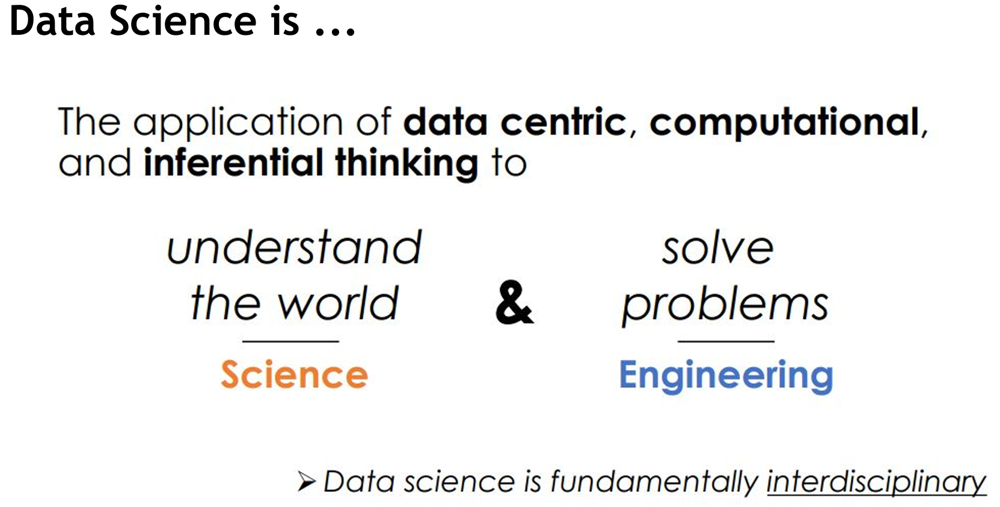 Data Science is ...
The application of data centric, computational,
and inferential thinking to
understand
the world
&
solve
problems
Science
Engineering
➢ Data science is fundamentally interdisciplinary